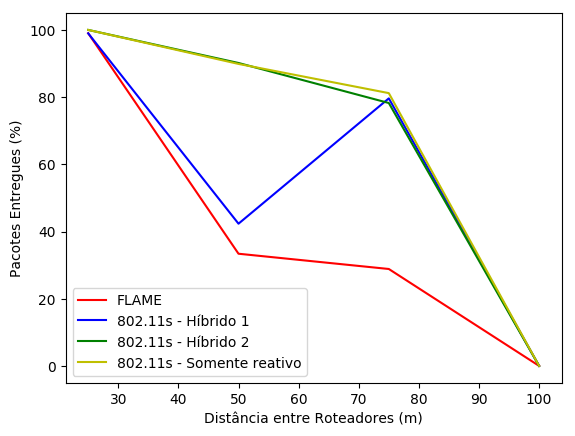 Pacotes Entregues (%)
100
80
60
40
20
0
FLAME
802.11s - Híbrido 1
802.11s - Híbrido 2
802.11s - Somente reativo
30 40 50 60 70 80 90 100
Distância entre Roteadores (m)